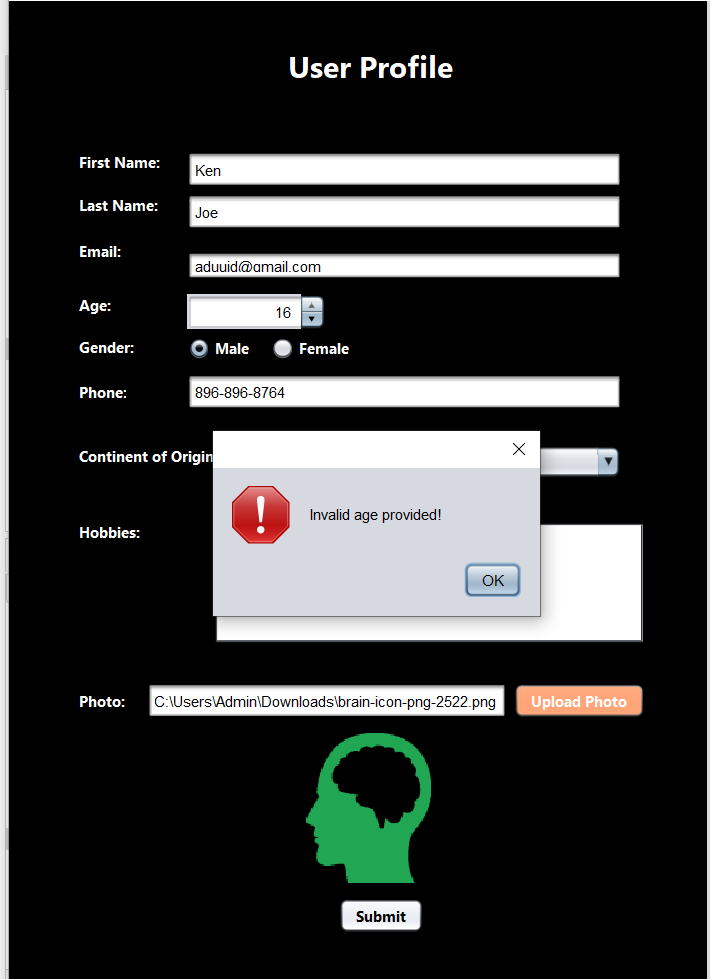 User Profile
First Name: Ken
Last Name: Joe
Email: aduuid@gmail.com
Age: 16
Gender: Male Female
Phone: 896-896-8764
Continent of Origin
Invalid age provided!
Hobbies:
OK
Photo: C:\Users\Admin\Downloads\brain-icon-png-2522.png Upload Photo
Submit